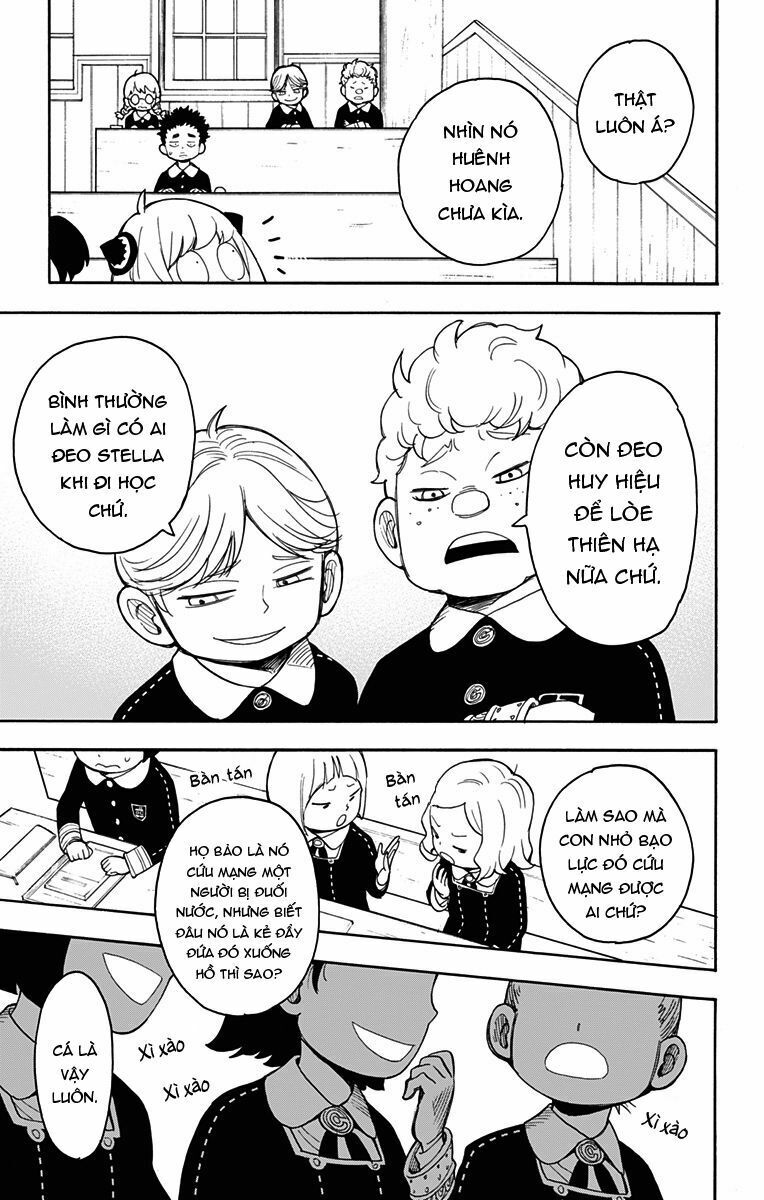 THẬT
LUÔN Á?
NHÌN NÓ
HUÊNH
HOANG
CHƯA KÌA.
CÒN ĐEO
HUY HIỆU
ĐỂ LÒE
THIÊN HẠ
NỮA CHỨ.
BÌNH THƯỜNG
LÀM GÌ CÓ AI
ĐEO STELLA
KHI ĐI HỌC
CHỨ.
LÀM SAO MÀ
CON NHỎ BẠO
LỰC ĐÓ CỨU
MẠNG ĐƯỢC
AI CHỨ?
Bàn
tán
Bàn tán
HỌ BẢO LÀ NÓ
CỨU MẠNG MỘT
NGƯỜI BỊ ĐUỐI
NƯỚC, NHƯNG BIẾT
ĐÂU NÓ LÀ KẺ ĐẨY
ĐỨA ĐÓ XUỐNG
HỒ THÌ SAO?
Xì xào
Xì xào
Xì xào
CÁ LÀ
VẬY
LUÔN.